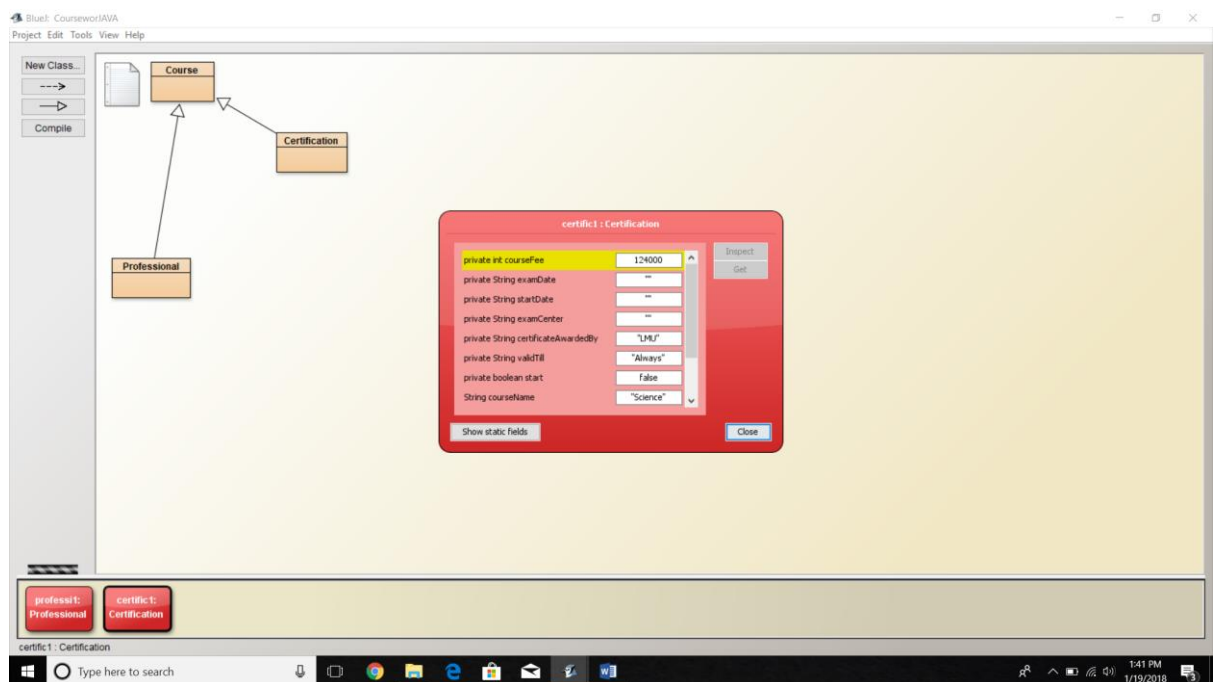 BlueJ: CourseworJAVA
Project Edit Tools View Help
New Class...
Compile
Course
Certification
Professional
certific1 : Certification
private int courseFee 124000
private String examDate ""
private String startDate ""
private String examCenter ""
private String certificateAwardedBy "LMU"
private String validTill "Always"
private boolean start false
String courseName "Science"
Inspect
Get
Show static fields
Close
professi1:
Professional
certific1:
Certification
certific1 : Certification
Type here to search
1:41 PM
1/19/2018
3